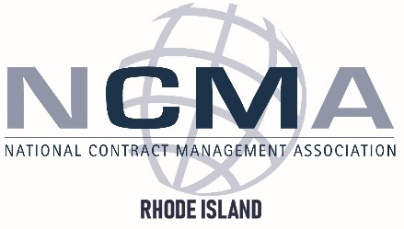 NCMA
NATIONAL CONTRACT MANAGEMENT ASSOCIATION
RHODE ISLAND